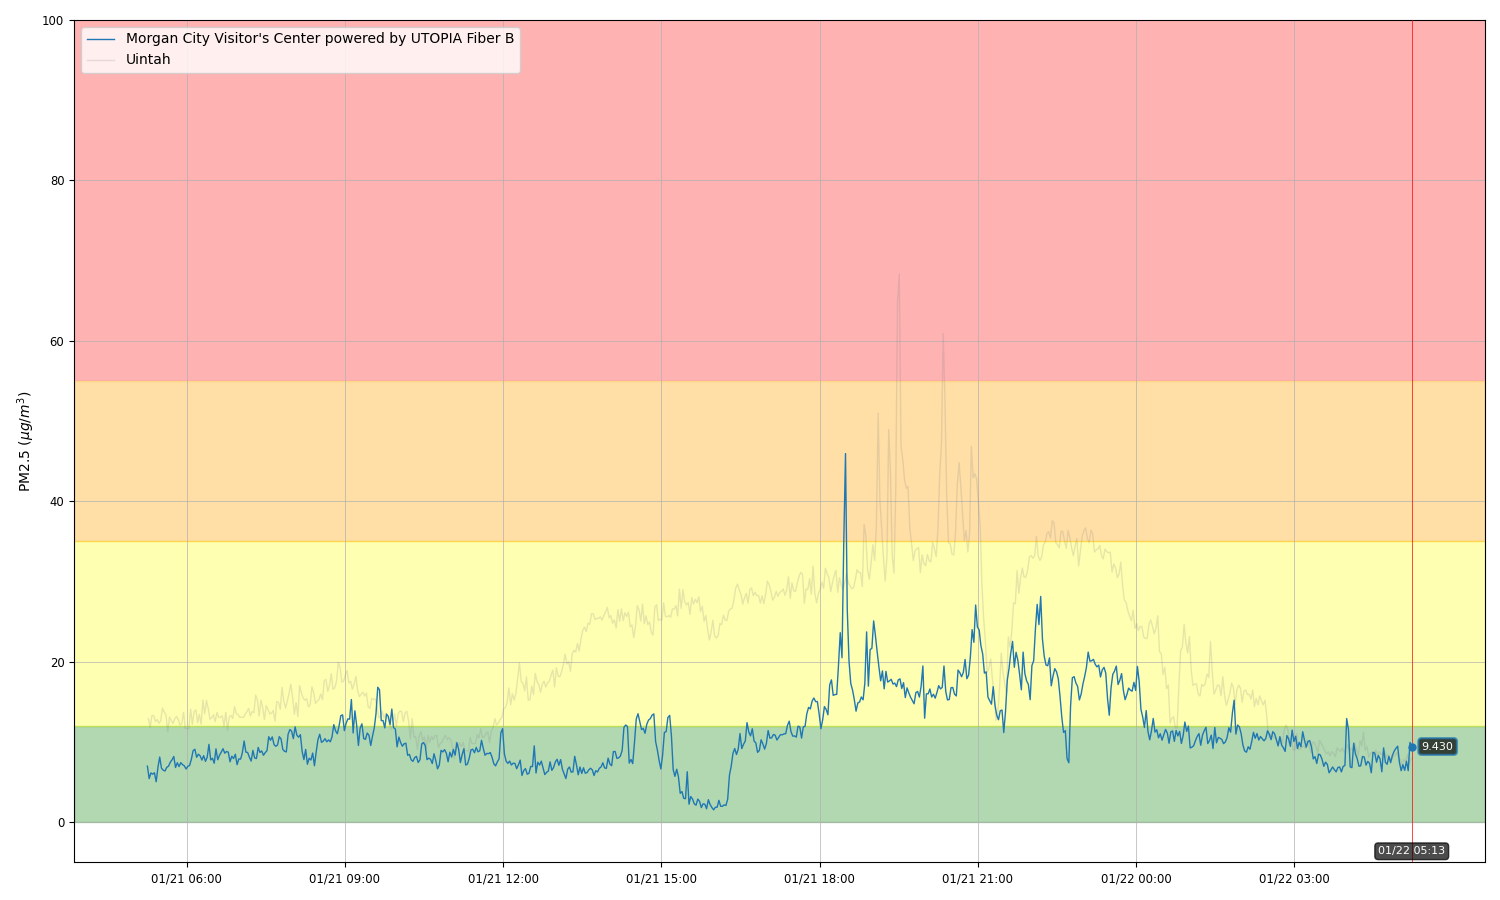 100
Morgan City Visitor's Center powered by UTOPIA Fiber B
Uintah
80
60
PM2.5 (μg/m³)
40
20
9.430
0
01/22 05:13
01/21 06:00 01/21 09:00 01/21 12:00 01/21 15:00 01/21 18:00 01/21 21:00 01/22 00:00 01/22 03:00